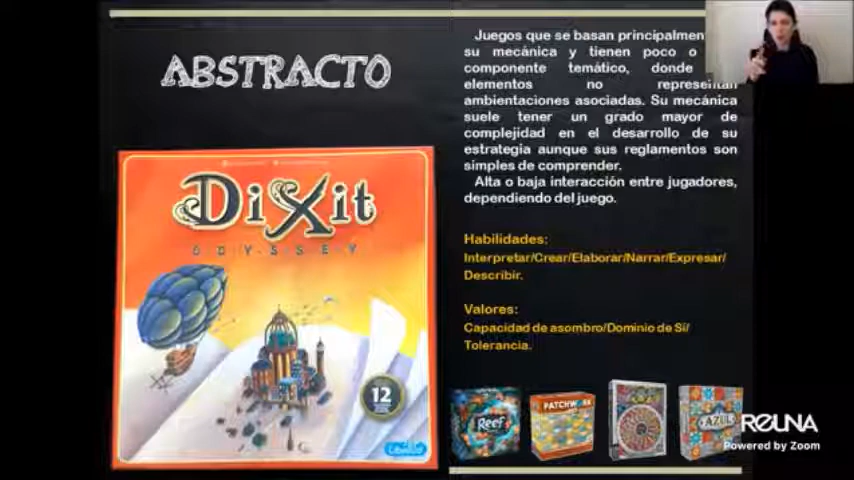 ABSTRACTO
Juegos que se basan
su mecánica y tienen poco o
componente temático, donde
elementos no representan
ambientaciones asociadas. Su mecánica
suele tener un grado mayor de
complejidad en el desarrollo de su
estrategia aunque sus reglamentos son
simples de comprender.
Alta o baja interacción entre jugadores,
dependiendo del juego.
Habilidades:
Interpretar/Crear/Elaborar/Narrar/Expresar/
Describir.
Valores:
Capacidad de asombro/Dominio de Sí/
Tolerancia.
DiXit
ODYSSEY
12
Libellud
Reef
PATCHWORK
AZUL
REUNA
Powered by Zoom